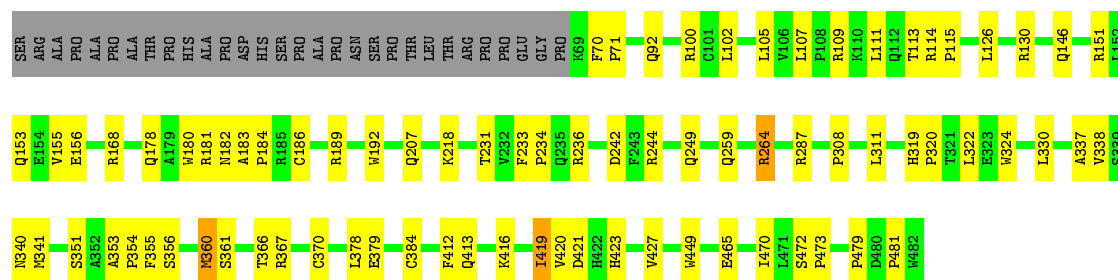 SER ARG ALA PRO ALA PRO ALA THR PRO HIS ALA PRO ASP HIS SER PRO ALA PRO ASN SER PRO THR LEU THR ARG PRO PRO GLU GLY PRO K69 F70 P71 Q92 R100 C101 L102 L105 V106 L107 P108 R109 K110 L111 Q112 T113 R114 P115 L126 R130 Q146 R151 L152
Q153 E154 V155 E156 R168 Q178 A179 W180 R181 N182 A183 P184 R185 C186 R189 W192 Q207 K218 T231 V232 F233 P234 Q235 R236 D242 F243 R244 Q249 Q259 R264 R287 P308 L311 H319 P320 T321 L322 E323 W324 L330 A337 V338 S339
N340 M341 S351 A352 A353 P354 F355 S356 M360 S361 T366 R367 C370 L378 E379 C384 F412 Q413 K416 I419 V420 D421 H422 H423 V427 W449 E465 I470 L471 S472 P473 P479 D480 P481 W482